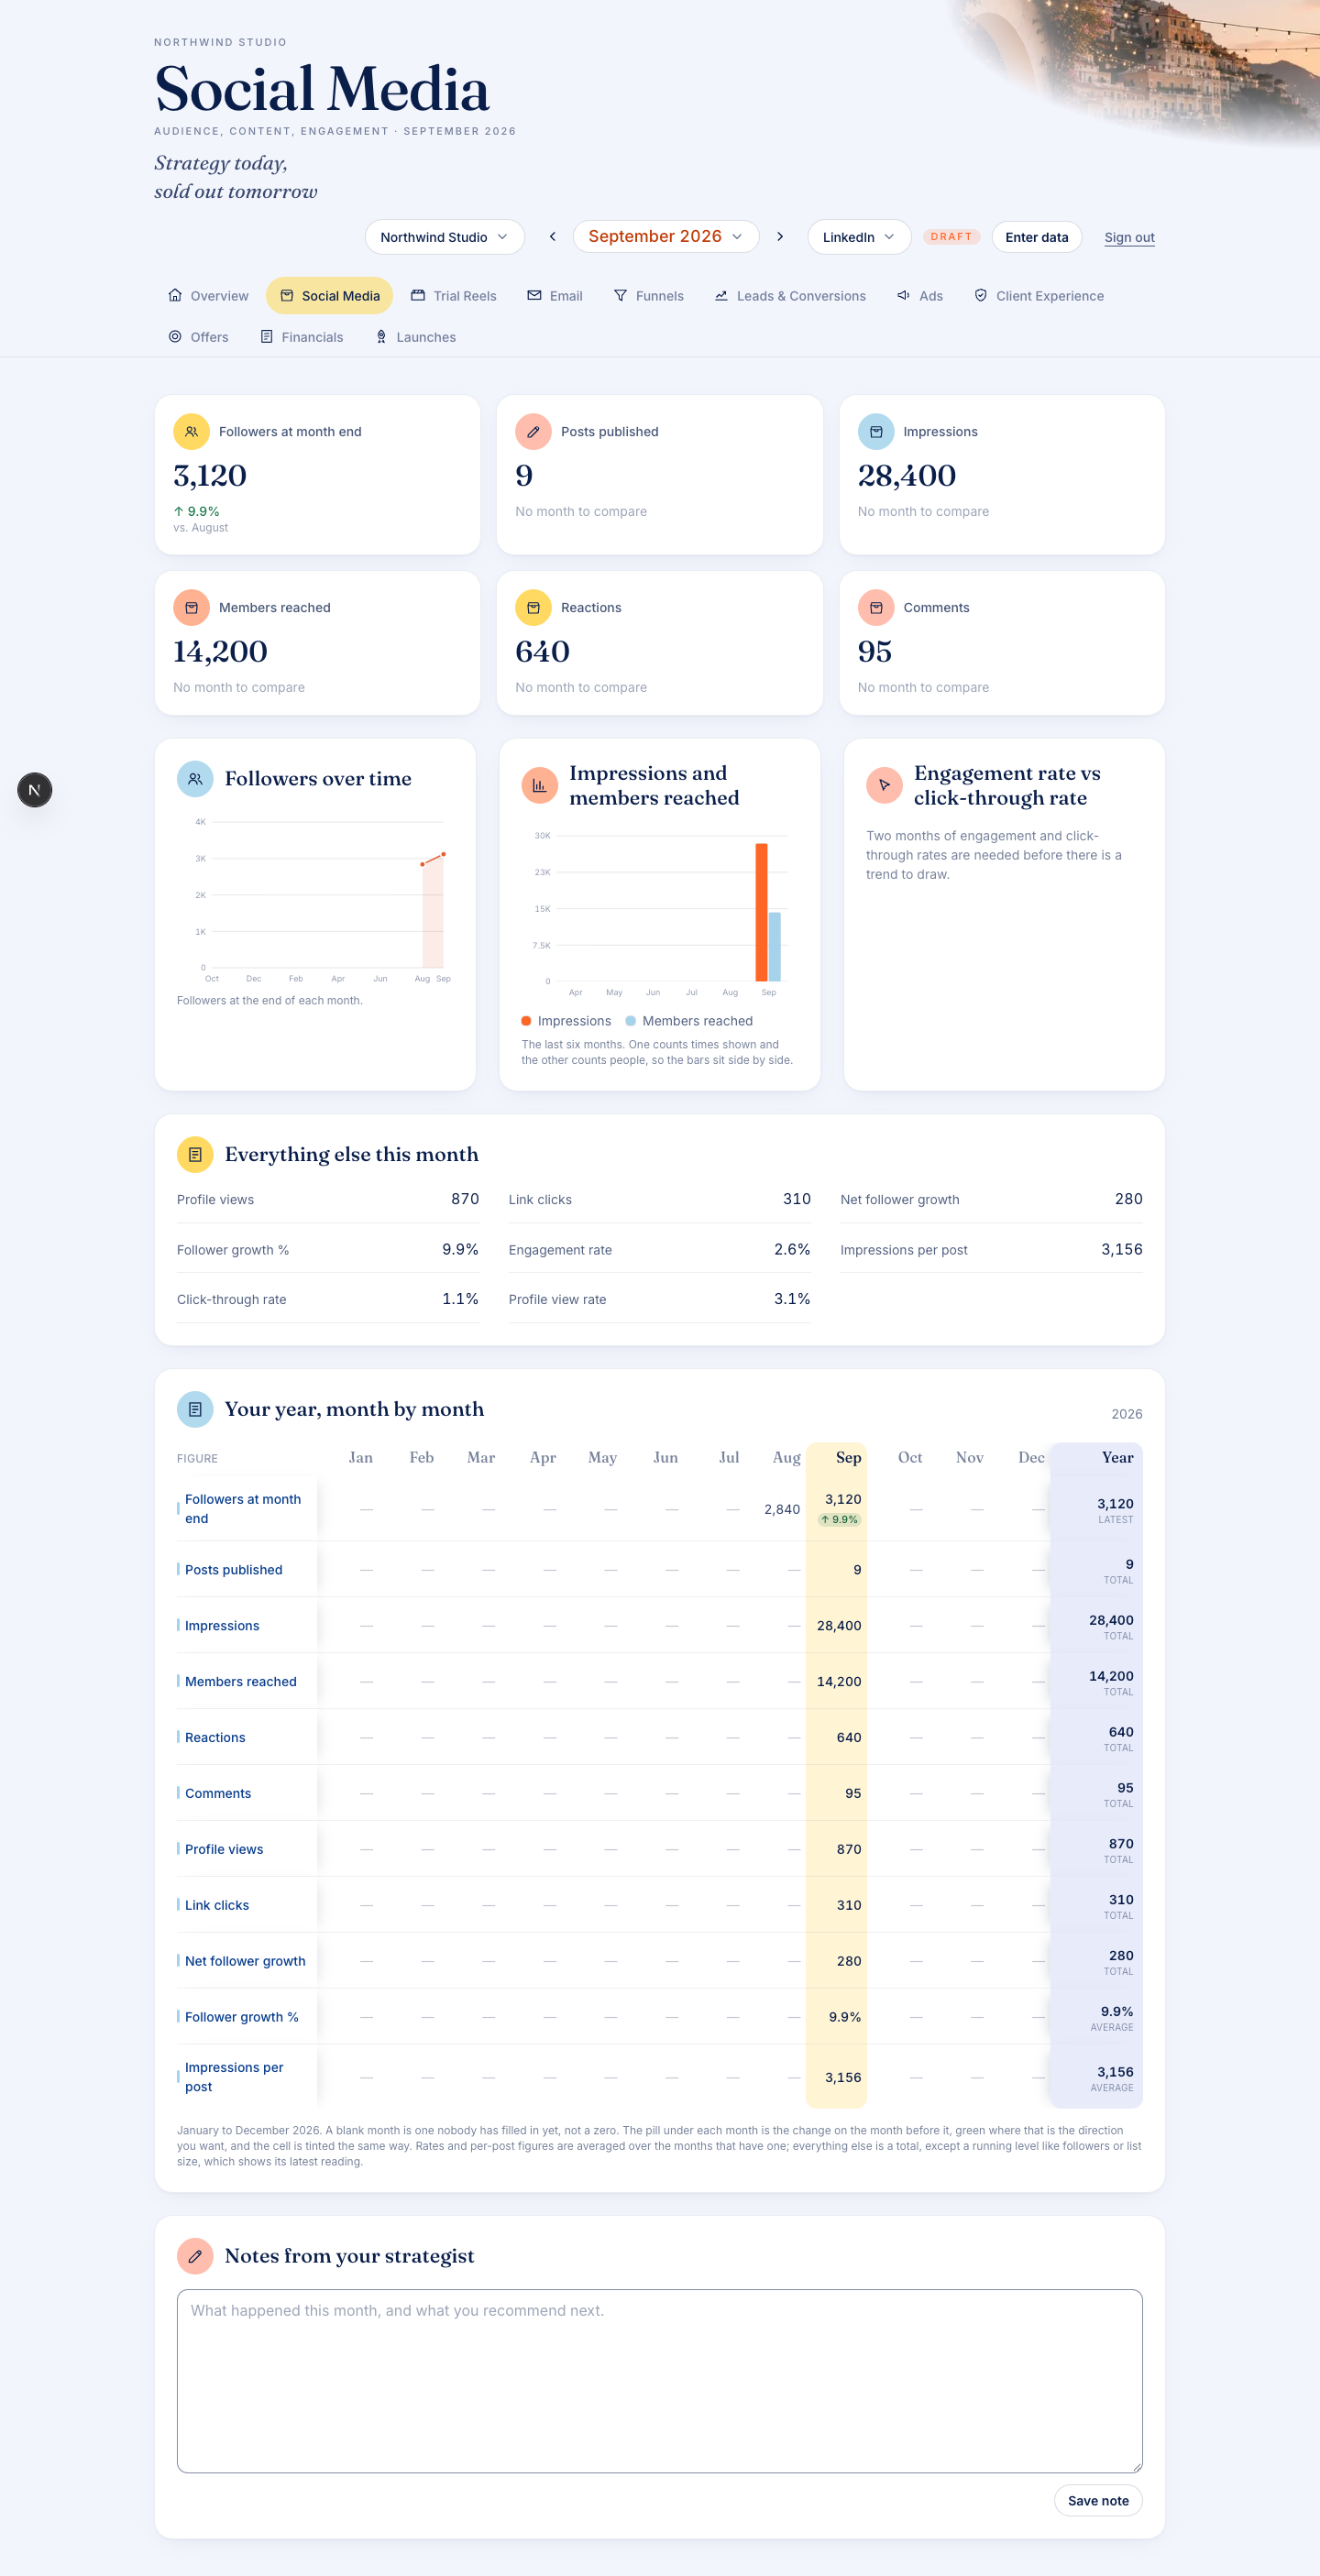 NORTHWIND STUDIO
Social Media
AUDIENCE, CONTENT, ENGAGEMENT · SEPTEMBER 2026
Strategy today,
sold out tomorrow
Northwind Studio
September 2026
LinkedIn
DRAFT
Enter data
Sign out
Overview
Social Media
Trial Reels
Email
Funnels
Leads & Conversions
Ads
Client Experience
Offers
Financials
Launches
Followers at month end
3,120
↑ 9.9%
vs. August
Posts published
9
No month to compare
Impressions
28,400
No month to compare
Members reached
14,200
No month to compare
Reactions
640
No month to compare
Comments
95
No month to compare
Followers over time
4K
3K
2K
1K
0
Oct Dec Feb Apr Jun Aug Sep
Followers at the end of each month.
Impressions and
members reached
30K
23K
15K
7.5K
0
Apr May Jun Jul Aug Sep
Impressions Members reached
The last six months. One counts times shown and
the other counts people, so the bars sit side by side.
Engagement rate vs
click-through rate
Two months of engagement and click-
through rates are needed before there is a
trend to draw.
N
Everything else this month
Profile views 870
Link clicks 310
Net follower growth 280
Follower growth % 9.9%
Engagement rate 2.6%
Impressions per post 3,156
Click-through rate 1.1%
Profile view rate 3.1%
Your year, month by month
2026
FIGURE Jan Feb Mar Apr May Jun Jul Aug Sep Oct Nov Dec Year
Followers at month
end
— — — — — — — 2,840 3,120 — — — 3,120
↑ 9.9% LATEST
Posts published — — — — — — — — 9 — — — 9
TOTAL
Impressions — — — — — — — — 28,400 — — — 28,400
TOTAL
Members reached — — — — — — — — 14,200 — — — 14,200
TOTAL
Reactions — — — — — — — — 640 — — — 640
TOTAL
Comments — — — — — — — — 95 — — — 95
TOTAL
Profile views — — — — — — — — 870 — — — 870
TOTAL
Link clicks — — — — — — — — 310 — — — 310
TOTAL
Net follower growth — — — — — — — — 280 — — — 280
TOTAL
Follower growth % — — — — — — — — 9.9% — — — 9.9%
AVERAGE
Impressions per
post
— — — — — — — — 3,156 — — — 3,156
AVERAGE
January to December 2026. A blank month is one nobody has filled in yet, not a zero. The pill under each month is the change on the month before it, green where that is the direction
you want, and the cell is tinted the same way. Rates and per-post figures are averaged over the months that have one; everything else is a total, except a running level like followers or list
size, which shows its latest reading.
Notes from your strategist
What happened this month, and what you recommend next.
Save note